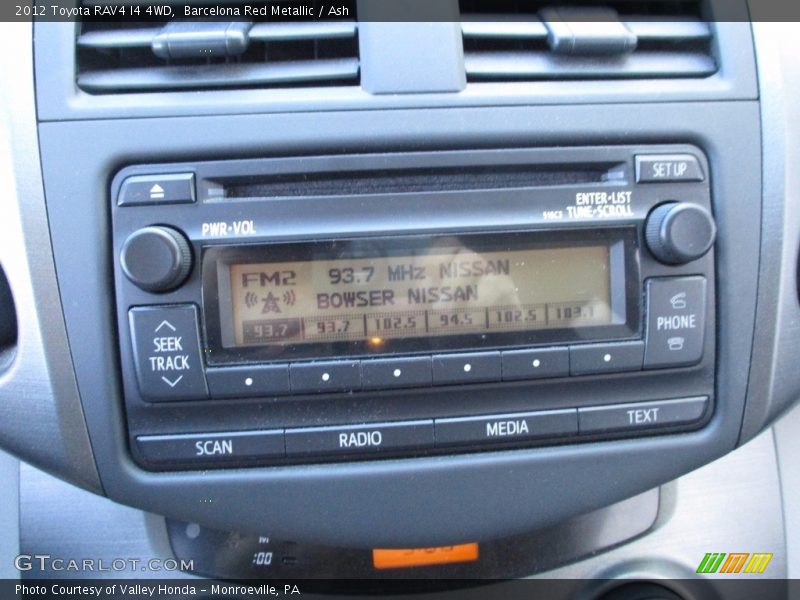 2012 Toyota RAV4 I4 4WD, Barcelona Red Metallic / Ash
SET UP
ENTER•LIST
PWR•VOL
TUNE•SCROLL
FM2 93.7 MHz NISSAN
BOWSER NISSAN
93.7 93.7 102.5 94.5 102.5 103.1
SEEK
TRACK
PHONE
SCAN RADIO MEDIA TEXT
M
:00
GTCARLOT.COM
Photo Courtesy of Valley Honda – Monroeville, PA